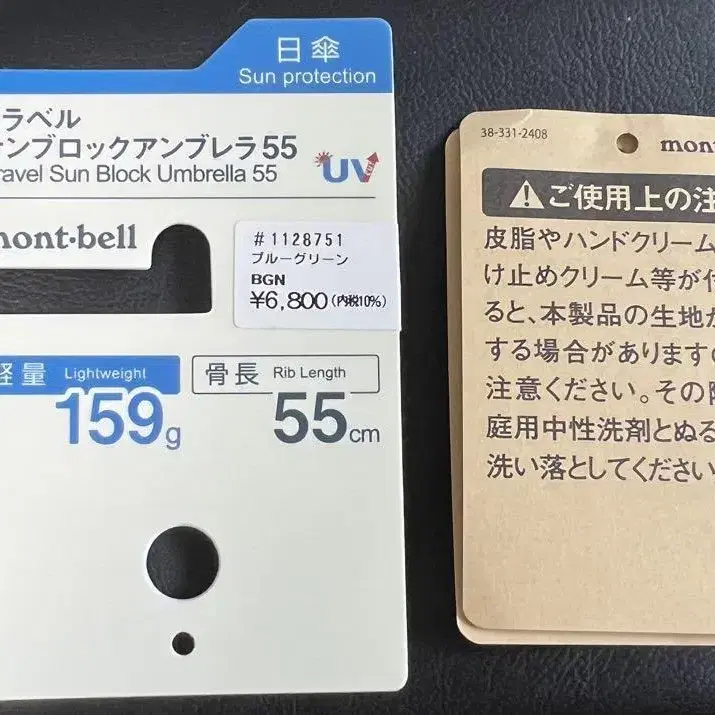 日傘
Sun protection
ラベル
ンブロックアンブレラ55
ravel Sun Block Umbrella 55
UV
mont-bell
#1128751
ブルーグリーン
BGN
¥6,800(内税10%)
軽量 Lightweight
159g
骨長 Rib Length
55cm
38-331-2408
mont
⚠ご使用上の注
皮脂やハンドクリーム
け止めクリーム等が付
ると、本製品の生地が
する場合がありますの
注意ください。その際
庭用中性洗剤とぬる
洗い落としてください